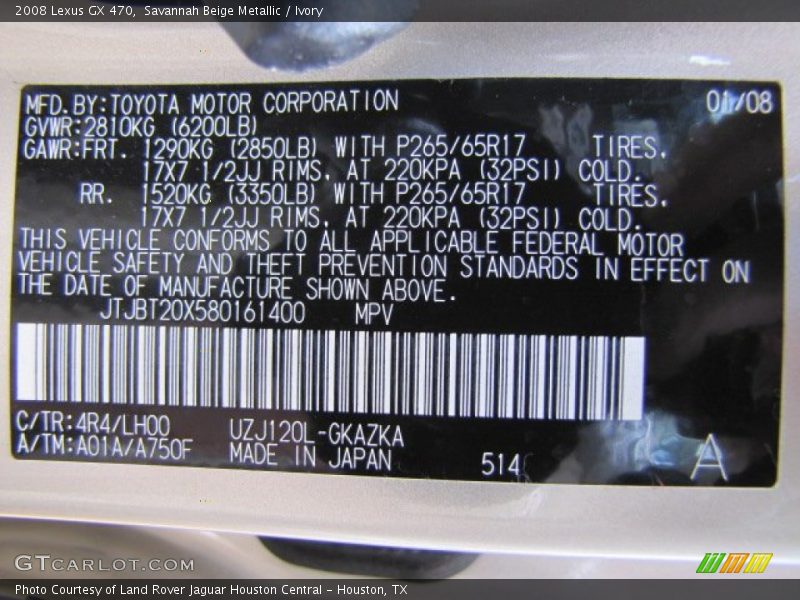 2008 Lexus GX 470, Savannah Beige Metallic / Ivory
MFD.BY:TOYOTA MOTOR CORPORATION 01/08
GVWR:2810KG (6200LB)
GAWR:FRT. 1290KG (2850LB) WITH P265/65R17 TIRES,
17X7 1/2JJ RIMS, AT 220KPA (32PSI) COLD.
RR. 1520KG (3350LB) WITH P265/65R17 TIRES,
17X7 1/2JJ RIMS, AT 220KPA (32PSI) COLD.
THIS VEHICLE CONFORMS TO ALL APPLICABLE FEDERAL MOTOR
VEHICLE SAFETY AND THEFT PREVENTION STANDARDS IN EFFECT ON
THE DATE OF MANUFACTURE SHOWN ABOVE.
JTJBT20X580161400 MPV
C/TR:4R4/LH00 UZJ120L-GKAZKA
A/TM:A01A/A750F MADE IN JAPAN 514 A
GTCARLOT.COM
Photo Courtesy of Land Rover Jaguar Houston Central - Houston, TX